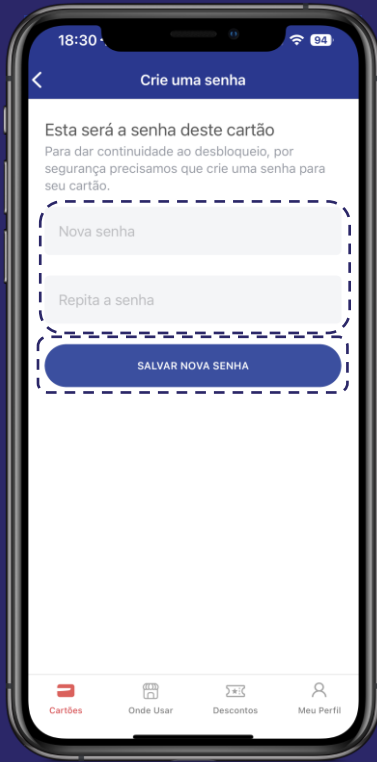 18:30
94
Crie uma senha
Esta será a senha deste cartão
Para dar continuidade ao desbloqueio, por
segurança precisamos que crie uma senha para
seu cartão.
Nova senha
Repita a senha
SALVAR NOVA SENHA
Cartões
Onde Usar
Descontos
Meu Perfil